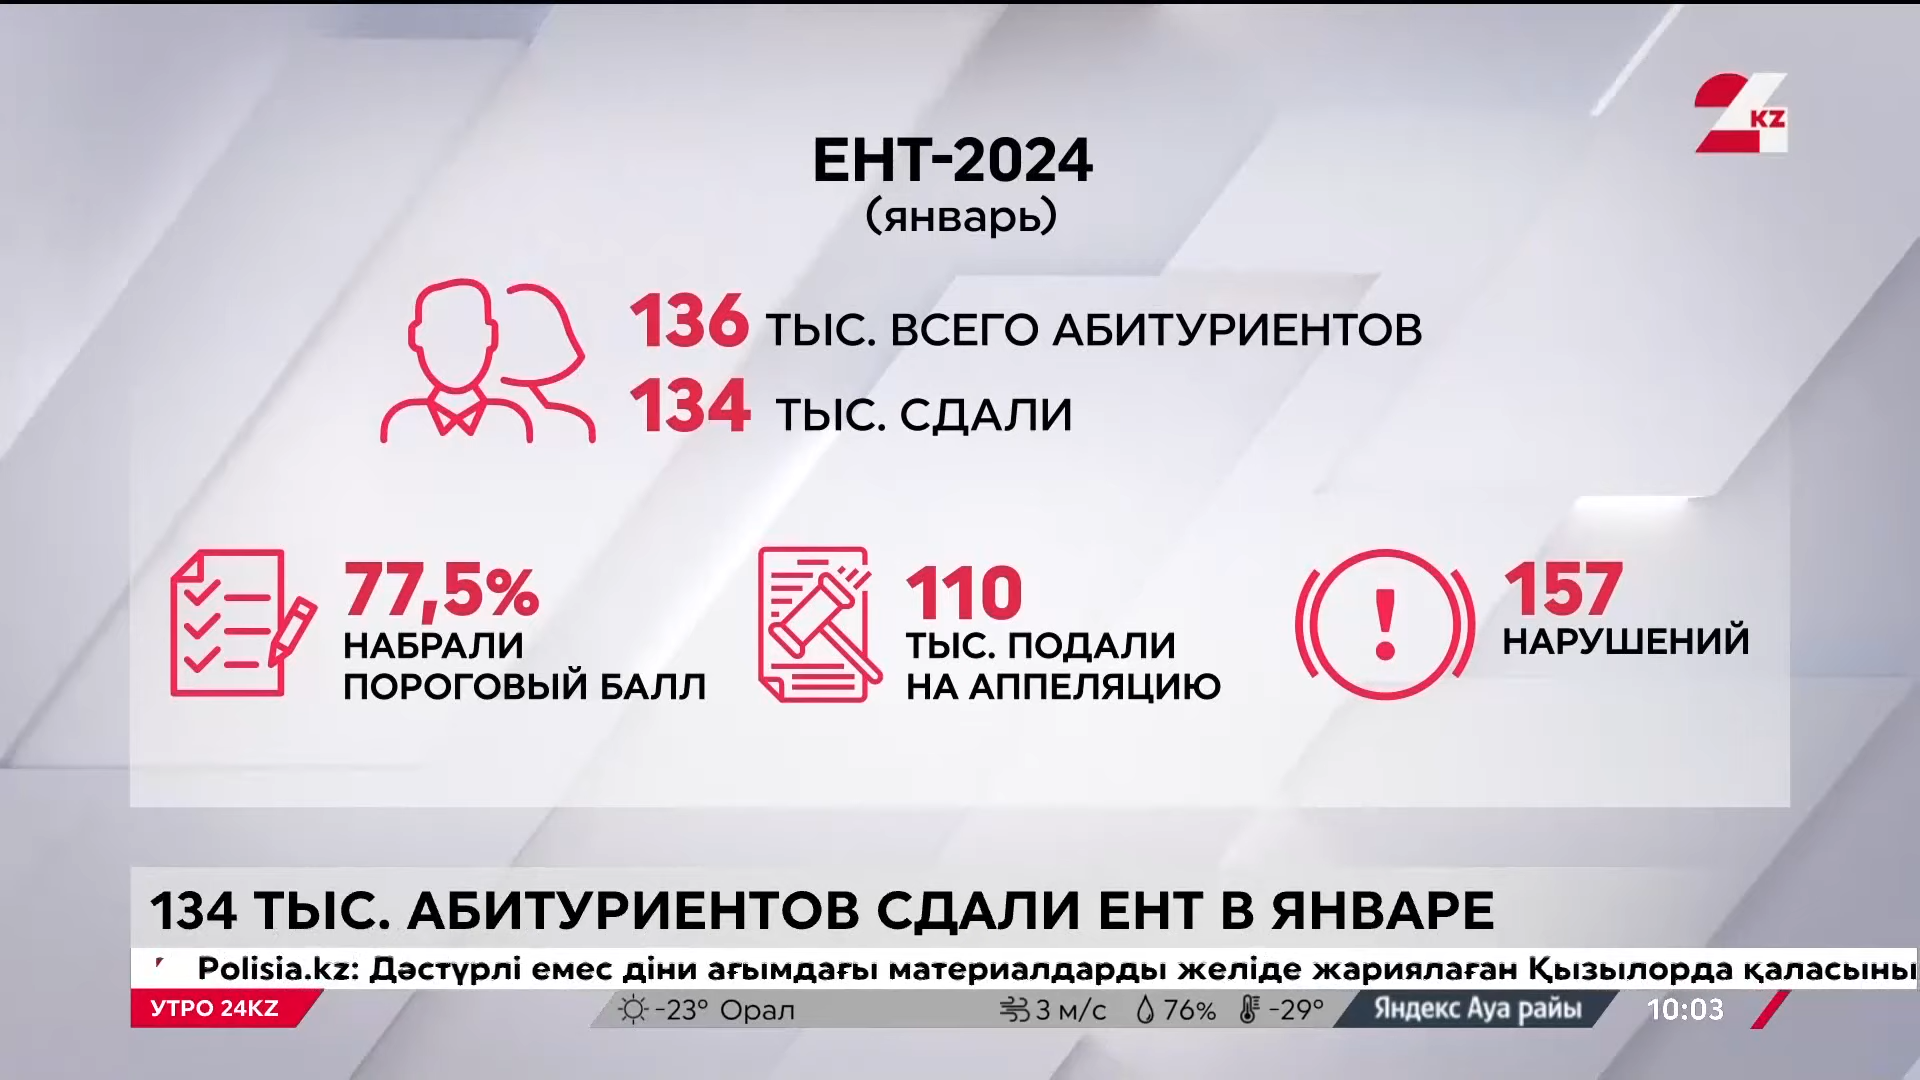 24 KZ
ЕНТ-2024
(январь)
136 ТЫС. ВСЕГО АБИТУРИЕНТОВ
134 ТЫС. СДАЛИ
77,5%
НАБРАЛИ
ПОРОГОВЫЙ БАЛЛ
110
ТЫС. ПОДАЛИ
НА АППЕЛЯЦИЮ
157
НАРУШЕНИЙ
134 ТЫС. АБИТУРИЕНТОВ СДАЛИ ЕНТ В ЯНВАРЕ
Polisia.kz: Дәстүрлі емес діни ағымдағы материалдарды желіде жариялаған Қызылорда қаласыны
УТРО 24KZ -23° Орал 3 м/с 76% -29° Яндекс Ауа райы 10:03